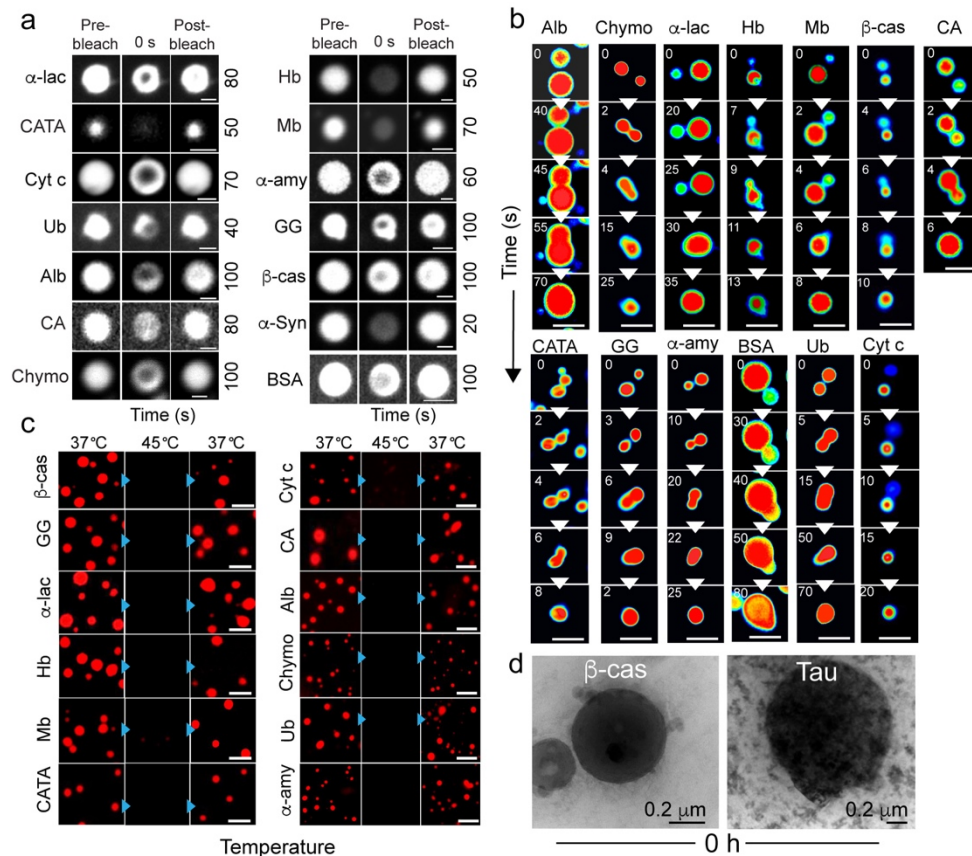 a
Pre-bleach 0 s Post-bleach
Pre-bleach 0 s Post-bleach
α-lac 80
CATA 50
Cyt c 70
Ub 40
Alb 100
CA 80
Chymo 100
Hb 50
Mb 70
α-amy 60
GG 100
β-cas 100
α-Syn 20
BSA 100
Time (s)
b
Alb Chymo α-lac Hb Mb β-cas CA
0 0 0 0 0 0 0
40 2 20 7 2 4 2
45 4 25 9 4 6 4
55 15 30 11 6 8 6
70 25 35 13 8 10
Time (s)
CATA GG α-amy BSA Ub Cyt c
0 0 0 0 0 0
2 3 10 30 5 5
4 6 20 40 15 10
6 9 22 50 50 15
8 2 25 80 70 20
c
37°C 45°C 37°C
37°C 45°C 37°C
β-cas
GG
α-lac
Hb
Mb
CATA
Cyt c
CA
Alb
Chymo
Ub
α-amy
Temperature
d
β-cas Tau
0.2 μm 0.2 μm
0 h